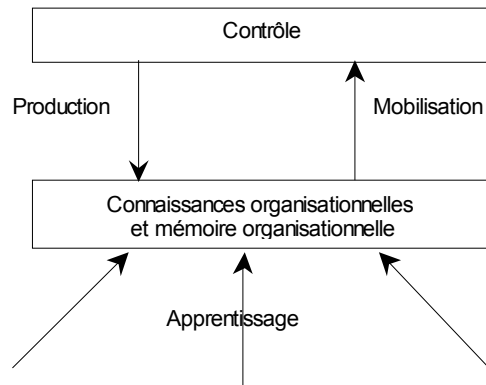 Contrôle
Production
Mobilisation
Connaissances organisationnelles
et mémoire organisationnelle
Apprentissage